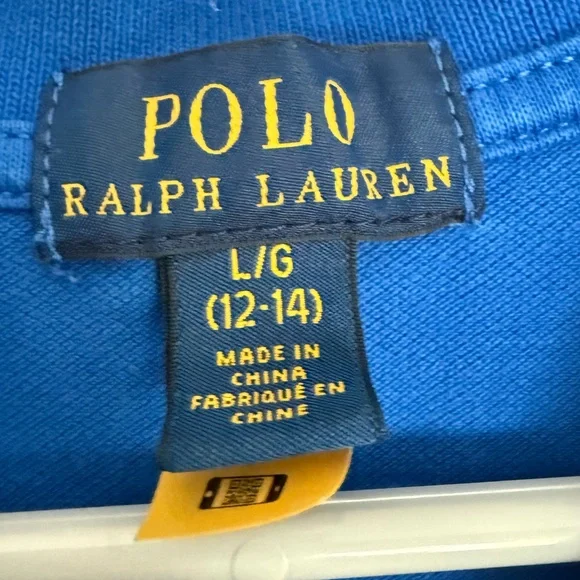 POLO
RALPH LAUREN
L/G
(12-14)
MADE IN
CHINA
FABRIQUÉ EN
CHINE